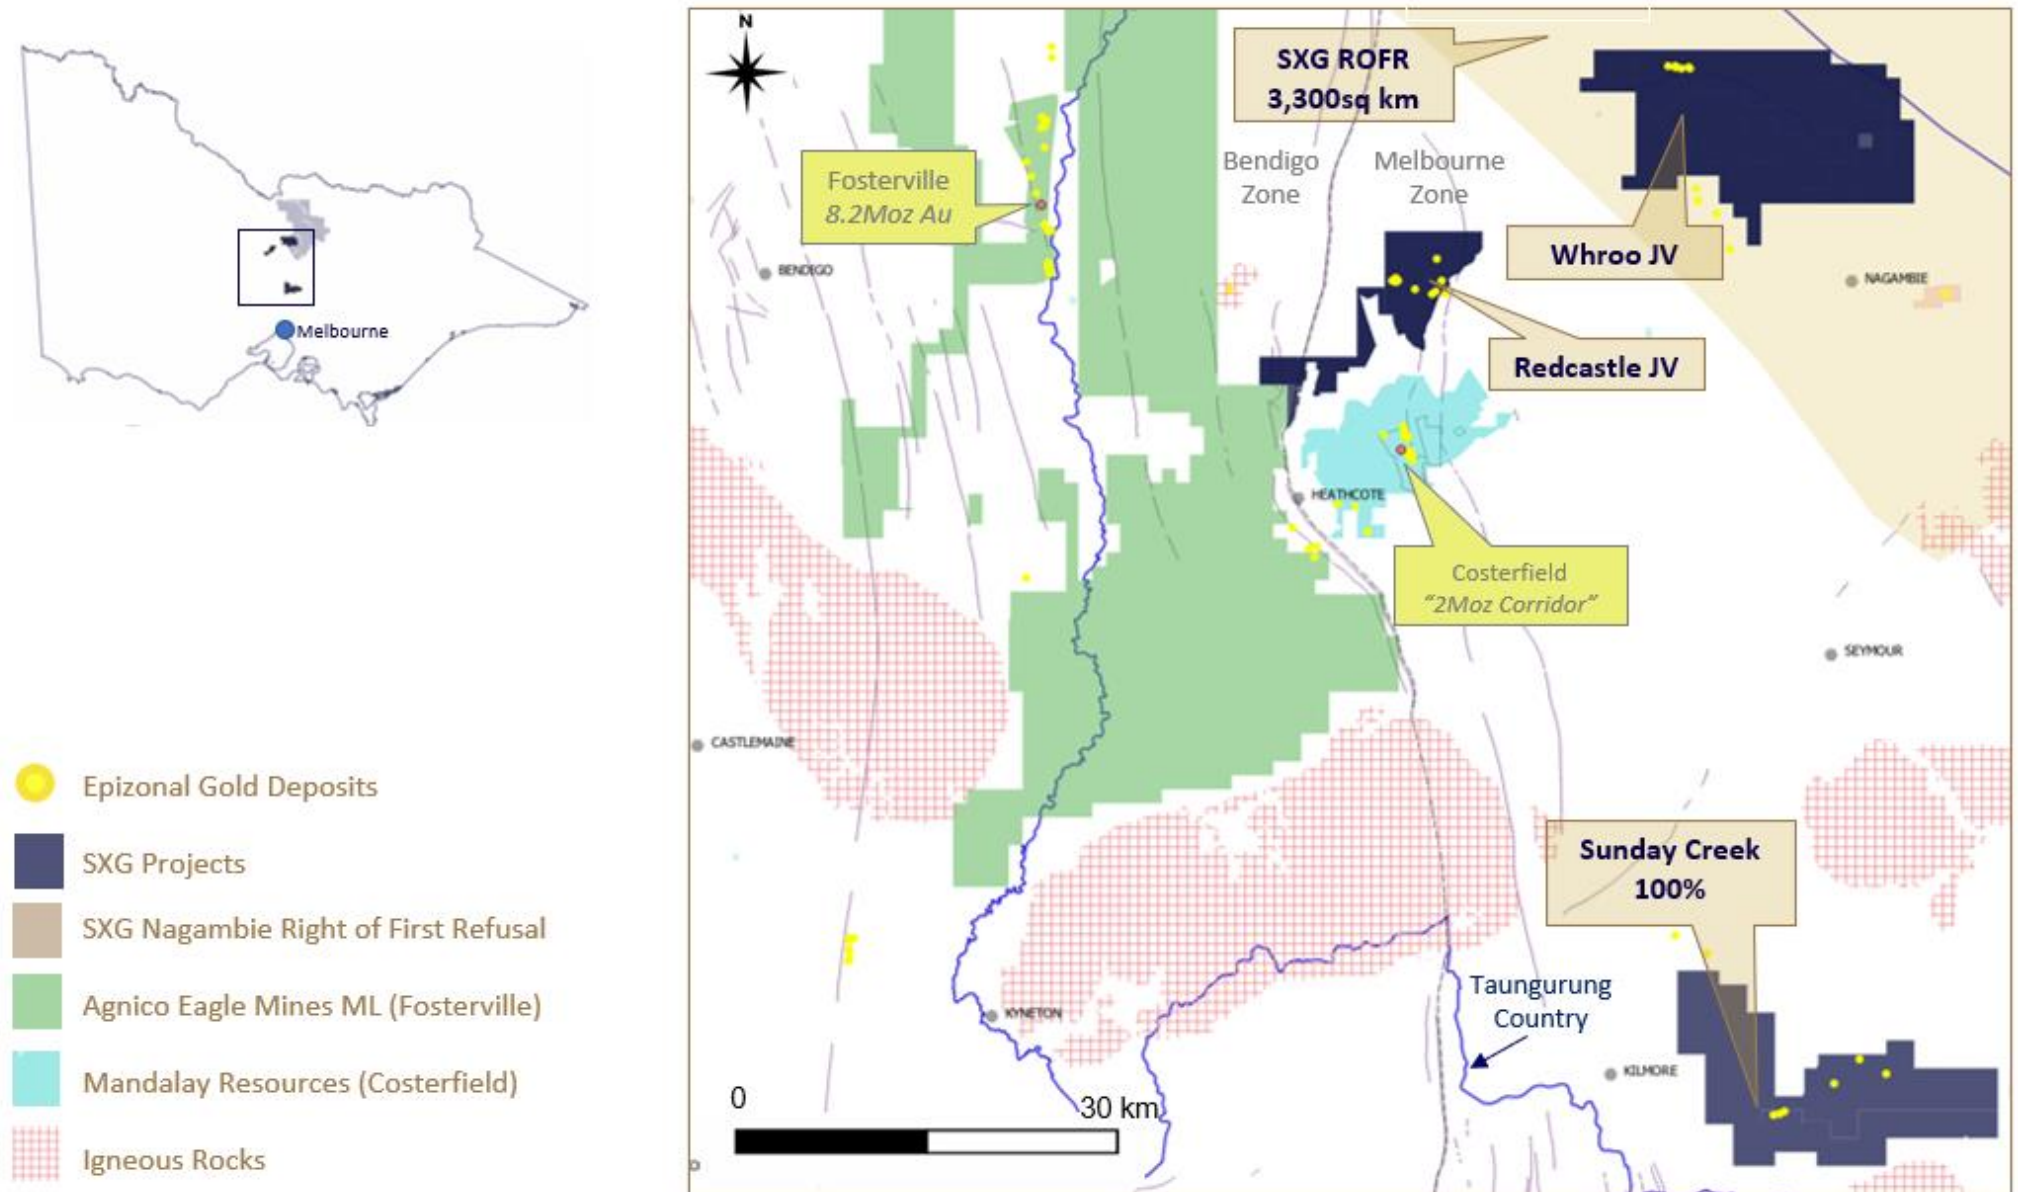 N
SXG ROFR
3,300sq km
Bendigo
Zone
Melbourne
Zone
Fosterville
8.2Moz Au
Whroo JV
BENDIGO
NAGAMBIE
Melbourne
Redcastle JV
HEATHCOTE
Costerfield
“2Moz Corridor”
SEYMOUR
CASTLEMAINE
Epizonal Gold Deposits
SXG Projects
SXG Nagambie Right of First Refusal
Agnico Eagle Mines ML (Fosterville)
Mandalay Resources (Costerfield)
Igneous Rocks
Sunday Creek
100%
Taungurung
Country
KYNETON
KILMORE
0
30 km